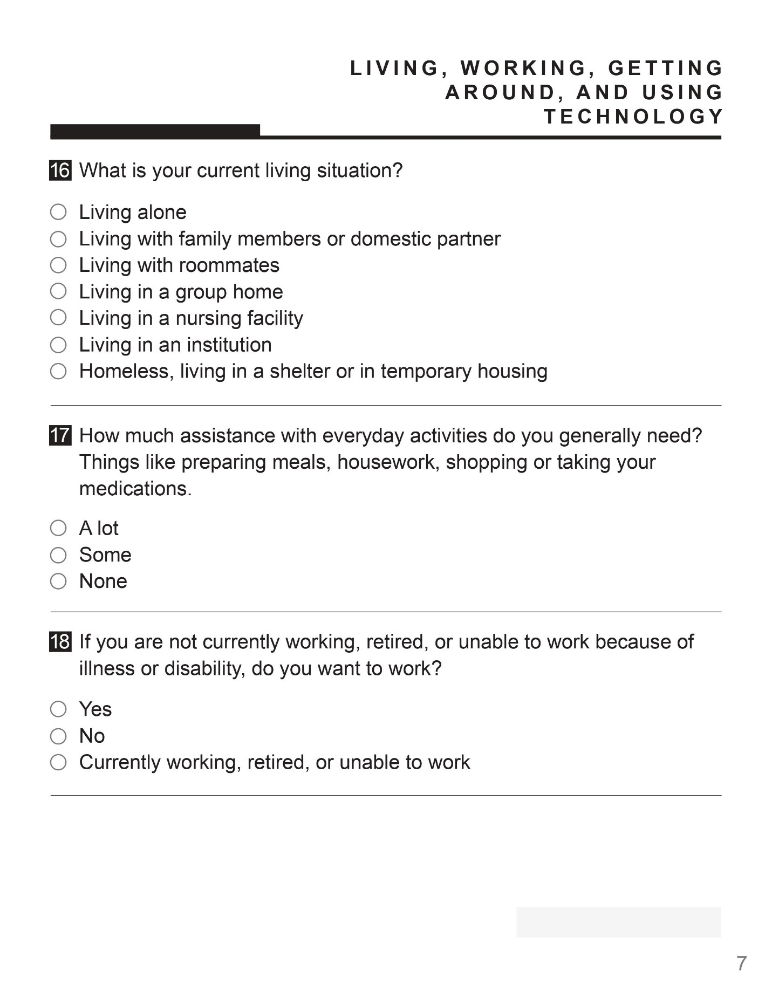 LIVING, WORKING, GETTING
AROUND, AND USING
TECHNOLOGY
16 What is your current living situation?
Living alone
Living with family members or domestic partner
Living with roommates
Living in a group home
Living in a nursing facility
Living in an institution
Homeless, living in a shelter or in temporary housing
17 How much assistance with everyday activities do you generally need?
Things like preparing meals, housework, shopping or taking your
medications.
A lot
Some
None
18 If you are not currently working, retired, or unable to work because of
illness or disability, do you want to work?
Yes
No
Currently working, retired, or unable to work
7